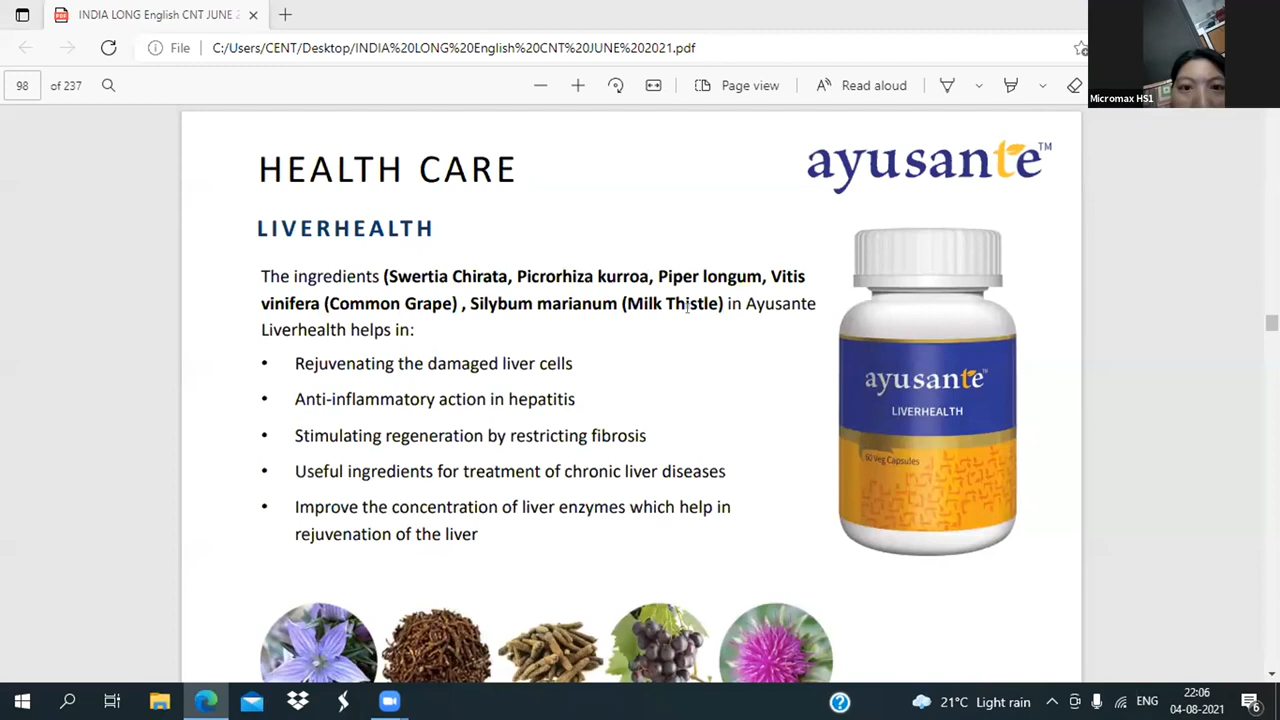 INDIA LONG English CNT JUNE 2
File C:/Users/CENT/Desktop/INDIA%20LONG%20English%20CNT%20JUNE%202021.pdf
Micromax HS1
98 of 237
Page view
Read aloud
HEALTH CARE
ayusante™
LIVERHEALTH
The ingredients (Swertia Chirata, Picrorhiza kurroa, Piper longum, Vitis
vinifera (Common Grape) , Silybum marianum (Milk Thistle) in Ayusante
Liverhealth helps in:
• Rejuvenating the damaged liver cells
• Anti-inflammatory action in hepatitis
• Stimulating regeneration by restricting fibrosis
• Useful ingredients for treatment of chronic liver diseases
• Improve the concentration of liver enzymes which help in
rejuvenation of the liver
ayusante™
LIVERHEALTH
60 Veg Capsules
21°C Light rain
ENG
22:06
04-08-2021
6